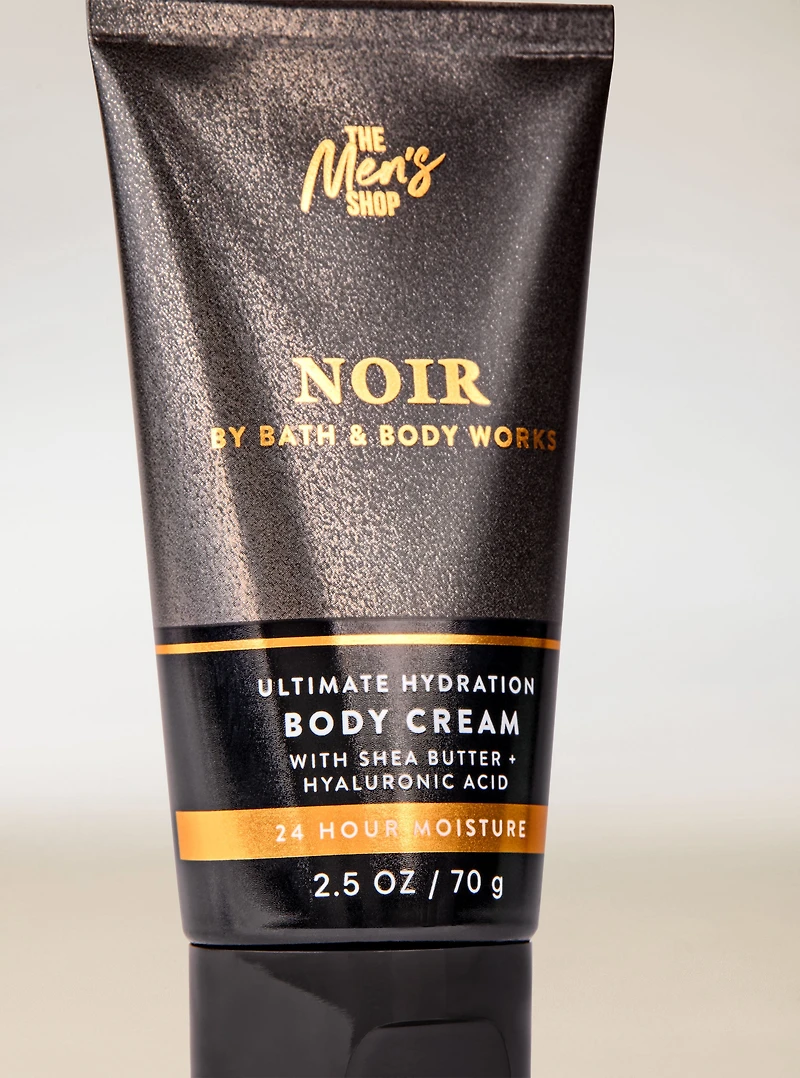 THE
Men's
SHOP
NOIR
BY BATH & BODY WORKS
ULTIMATE HYDRATION
BODY CREAM
WITH SHEA BUTTER +
HYALURONIC ACID
24 HOUR MOISTURE
2.5 OZ / 70 g